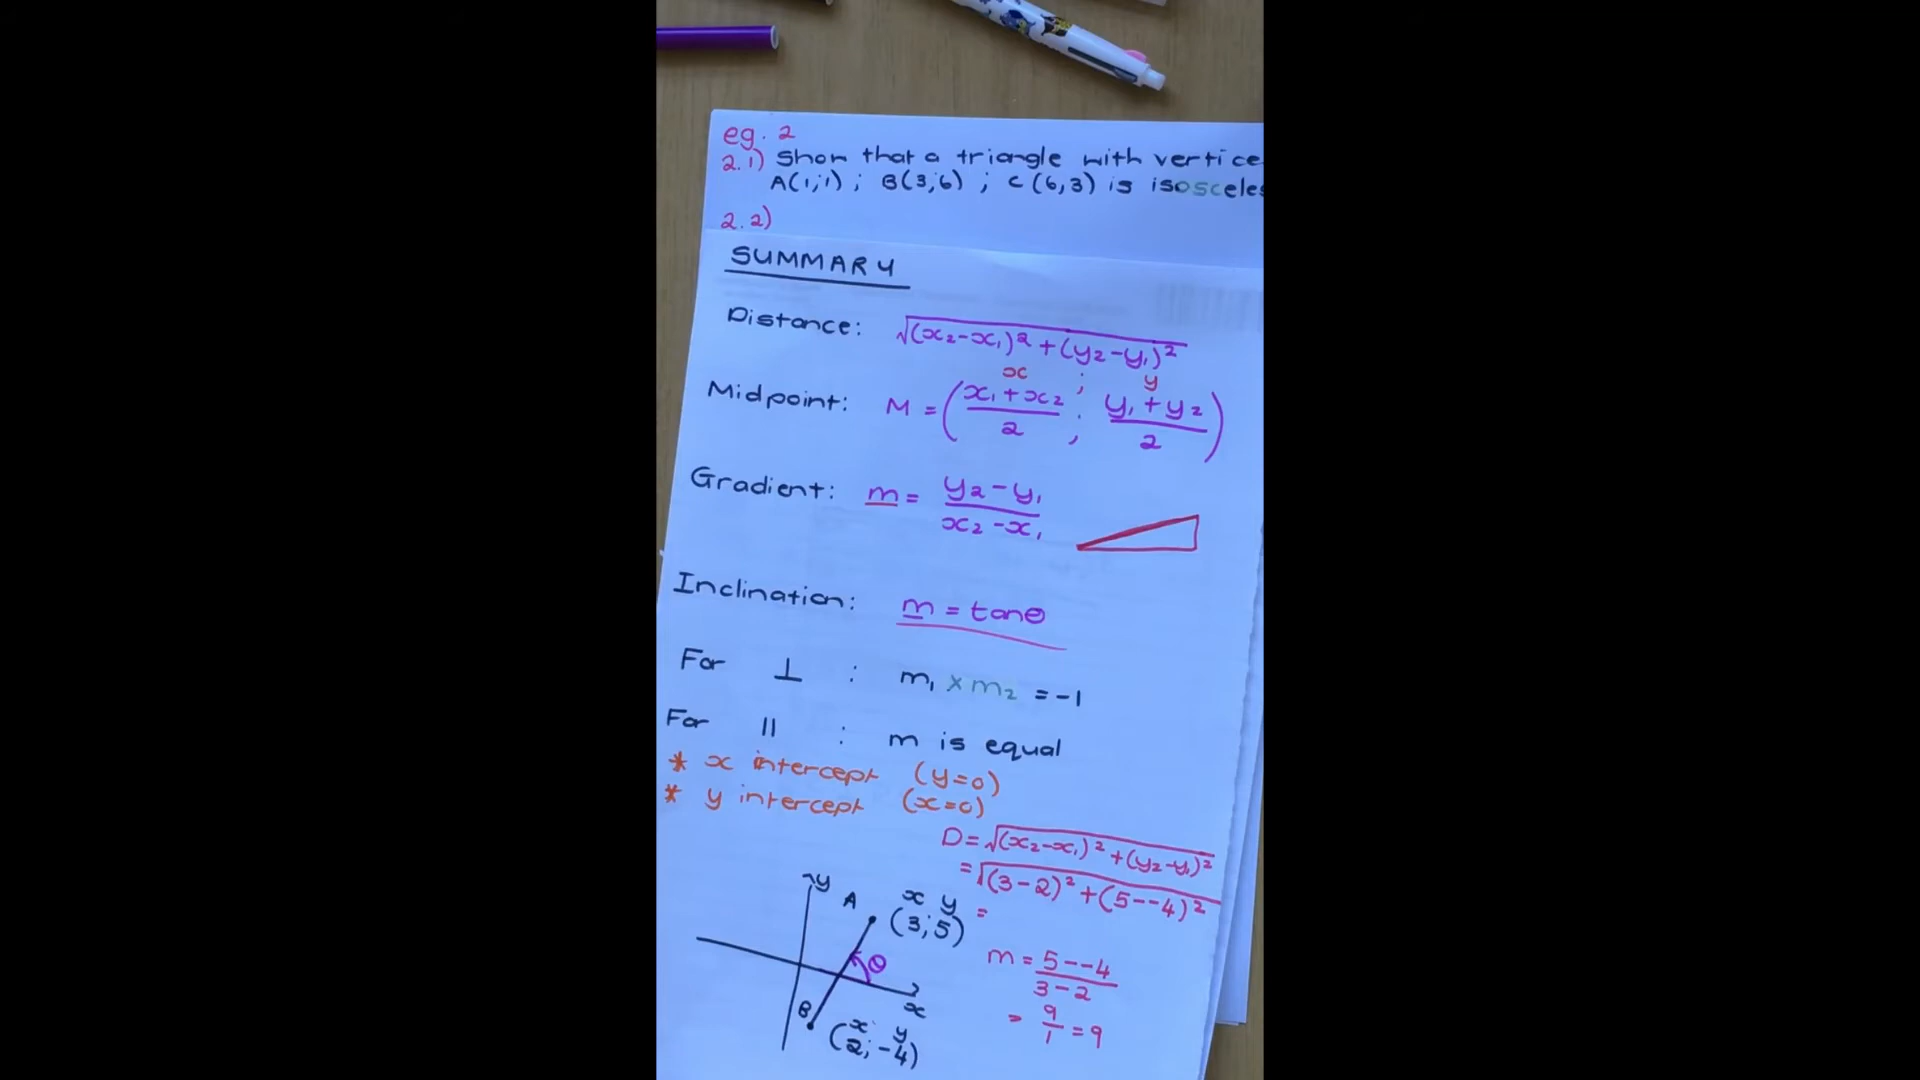 eg. 2
2.1) Show that a triangle with vertice
A(1;1) ; B(3;6) ; C(6;3) is isosceles
2.2)
SUMMARY
Distance: √(x₂-x₁)²+(y₂-y₁)²
x ; y
Midpoint: M = (x₁+x₂/2 ; y₁+y₂/2)
Gradient: m = y₂-y₁/x₂-x₁
Inclination: m = tanθ
For ⊥ : m₁ × m₂ = -1
For || : m is equal
* x intercept (y=0)
* y intercept (x=0)
D=√(x₂-x₁)²+(y₂-y₁)²
=√(3-2)²+(5--4)²
=
y
A
x y
(3;5)
θ
x
B
x y
(2;-4)
m = 5--4/3-2
= 9/1 = 9